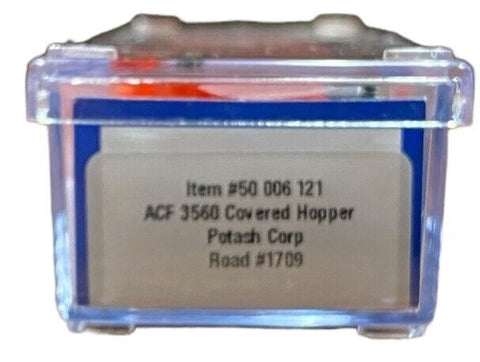 Item #50 006 121
ACF 3560 Covered Hopper
Potash Corp
Road #1709